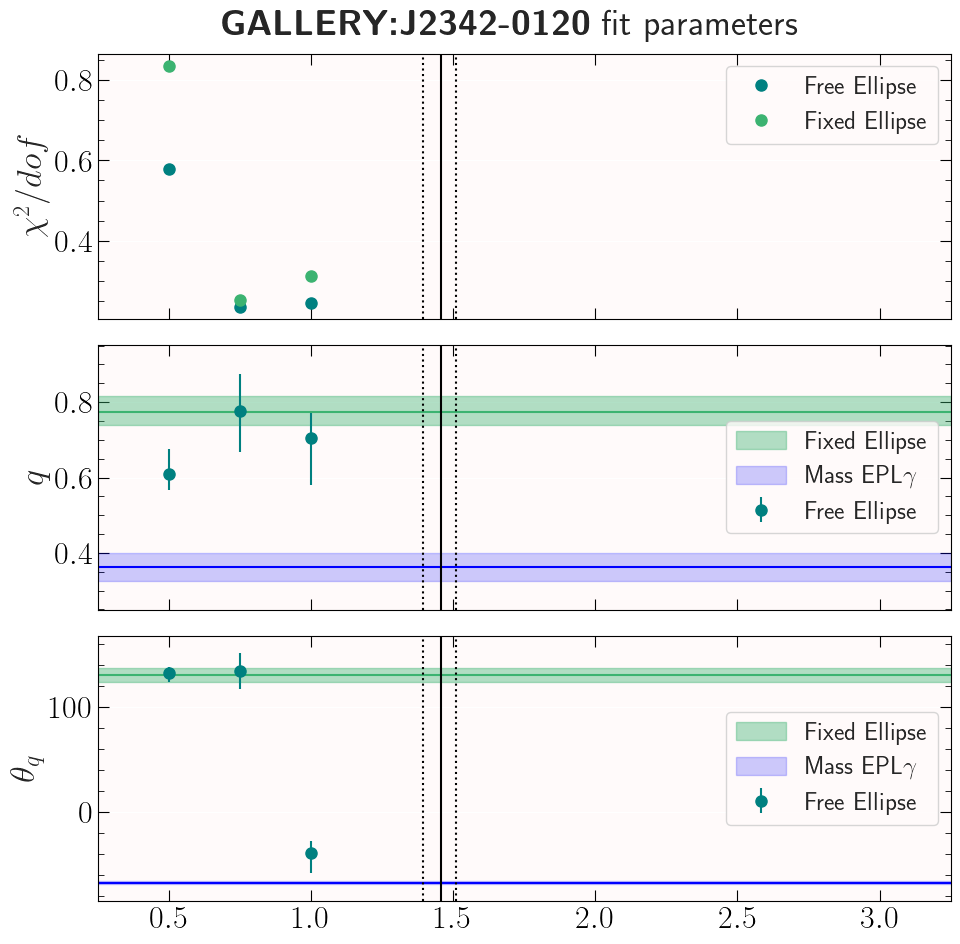 GALLERY:J2342-0120 fit parameters
χ²/dof
0.8
0.6
0.4
Free Ellipse
Fixed Ellipse
q
0.8
0.6
0.4
Fixed Ellipse
Mass EPLγ
Free Ellipse
θ_q
100
0
Fixed Ellipse
Mass EPLγ
Free Ellipse
0.5 1.0 1.5 2.0 2.5 3.0